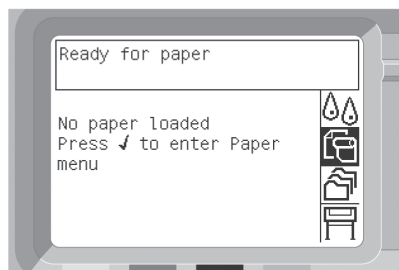 Ready for paper
No paper loaded
Press ✓ to enter Paper
menu